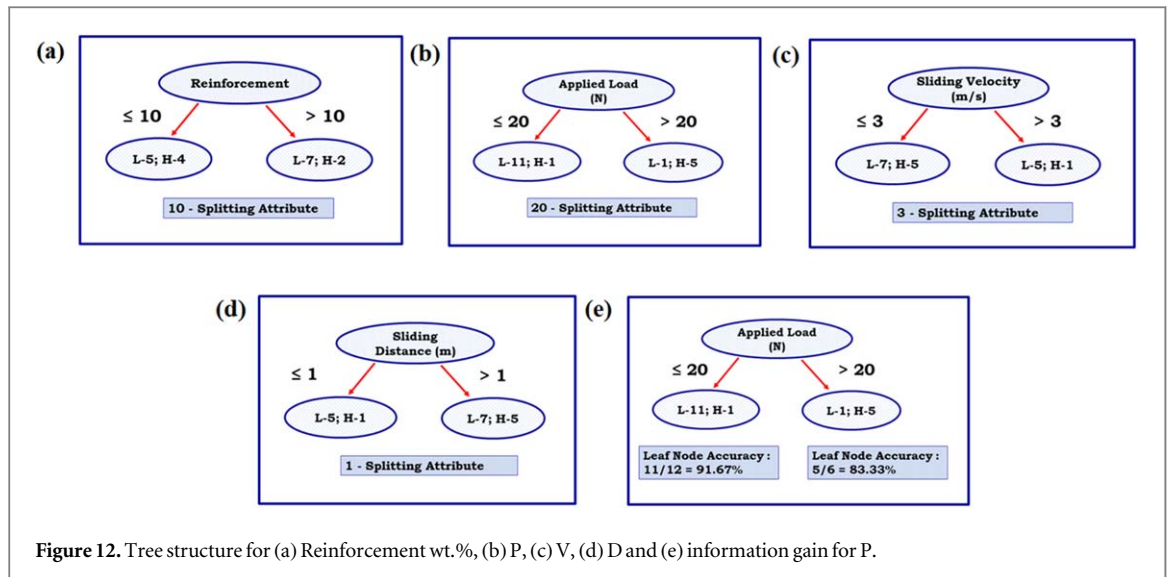 (a)
Reinforcement
≤ 10
> 10
L-5; H-4
L-7; H-2
10 - Splitting Attribute
(b)
Applied Load
(N)
≤ 20
> 20
L-11; H-1
L-1; H-5
20 - Splitting Attribute
(c)
Sliding Velocity
(m/s)
≤ 3
> 3
L-7; H-5
L-5; H-1
3 - Splitting Attribute
(d)
Sliding
Distance (m)
≤ 1
> 1
L-5; H-1
L-7; H-5
1 - Splitting Attribute
(e)
Applied Load
(N)
≤ 20
> 20
L-11; H-1
L-1; H-5
Leaf Node Accuracy :
11/12 = 91.67%
Leaf Node Accuracy :
5/6 = 83.33%
Figure 12. Tree structure for (a) Reinforcement wt.%, (b) P, (c) V, (d) D and (e) information gain for P.